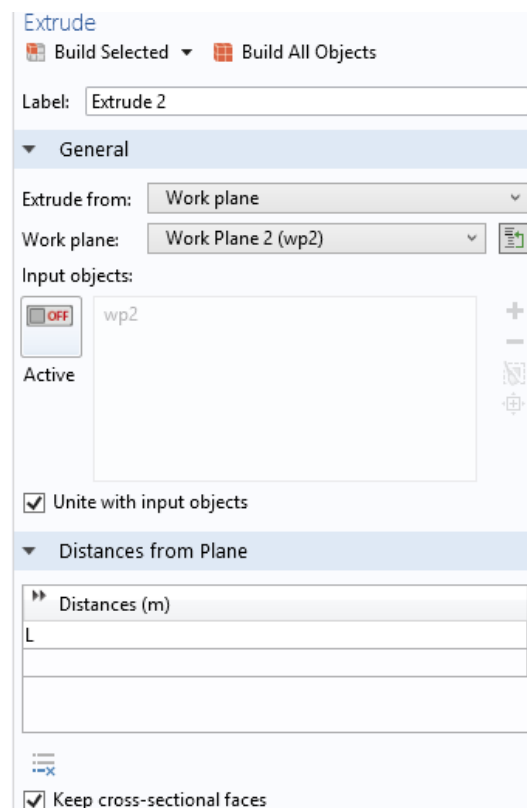 Extrude
Build Selected Build All Objects
Label: Extrude 2
General
Extrude from: Work plane
Work plane: Work Plane 2 (wp2)
Input objects:
OFF wp2
Active
Unite with input objects
Distances from Plane
Distances (m)
L
Keep cross-sectional faces